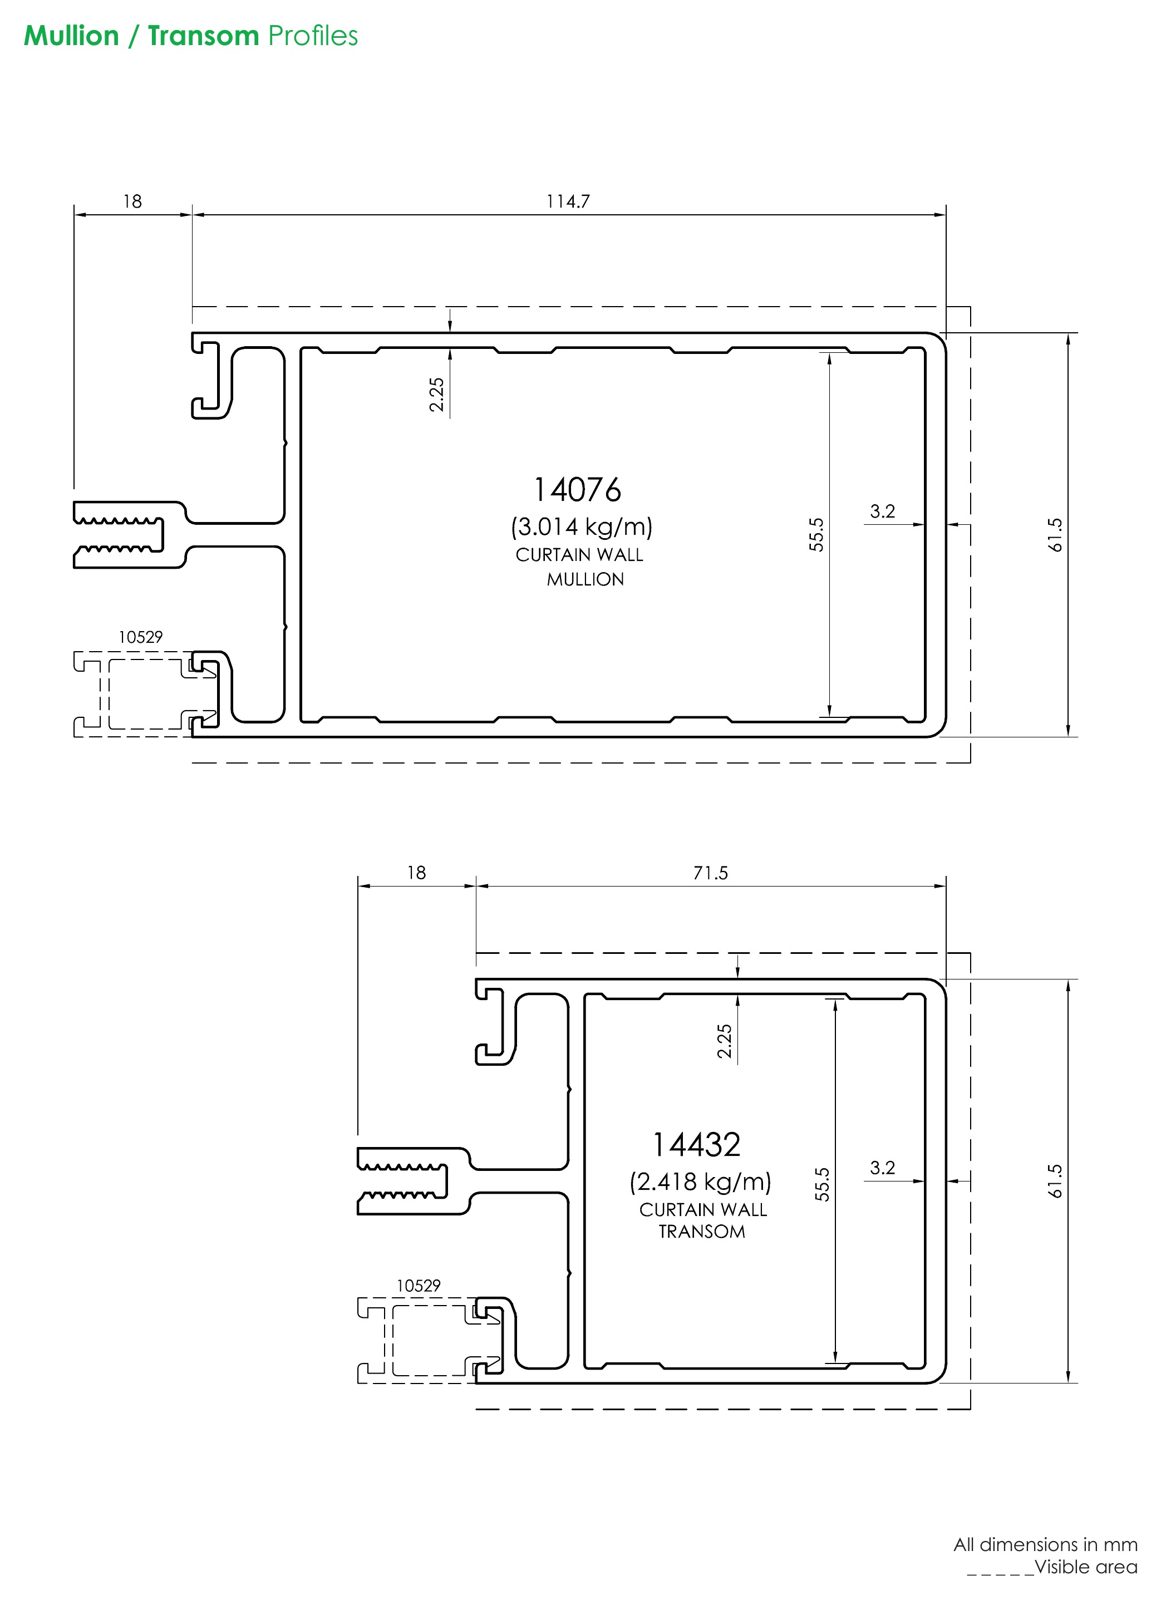 Mullion / Transom Profiles
18
114.7
2.25
14076
(3.014 kg/m)
CURTAIN WALL
MULLION
55.5
3.2
61.5
10529
18
71.5
2.25
14432
(2.418 kg/m)
CURTAIN WALL
TRANSOM
55.5
3.2
61.5
10529
All dimensions in mm
_ _ _ _ _Visible area